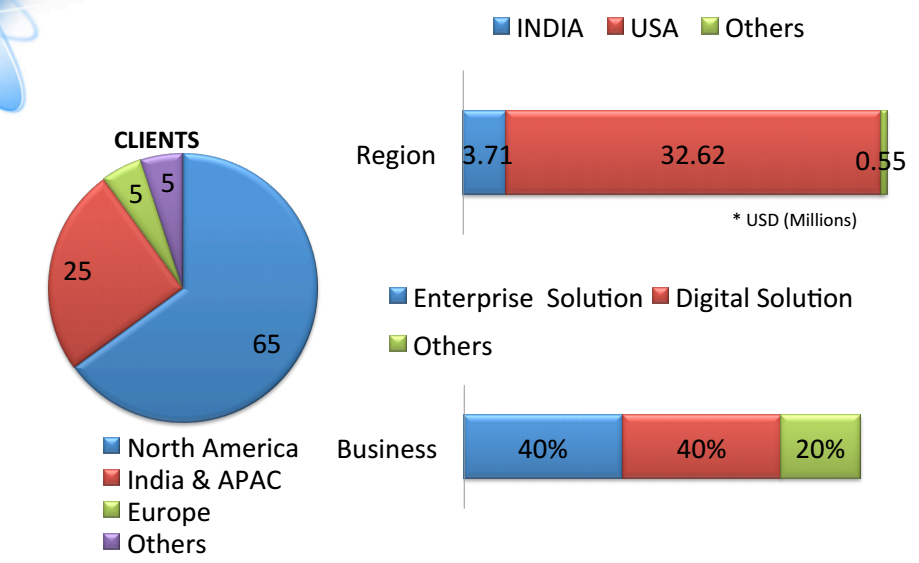 INDIA USA Others
Region 3.71 32.62 0.55
* USD (Millions)
CLIENTS
5 5
25
65
North America
India & APAC
Europe
Others
Enterprise Solution Digital Solution
Others
Business 40% 40% 20%